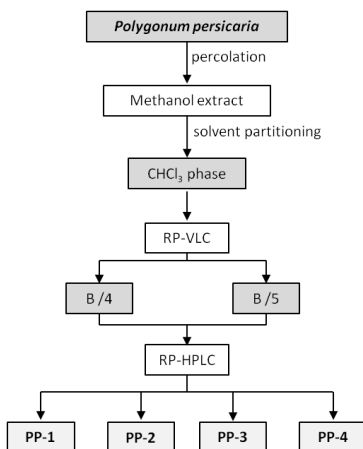 Polygonum persicaria
percolation
Methanol extract
solvent partitioning
CHCl₃ phase
RP-VLC
B /4 B /5
RP-HPLC
PP-1 PP-2 PP-3 PP-4